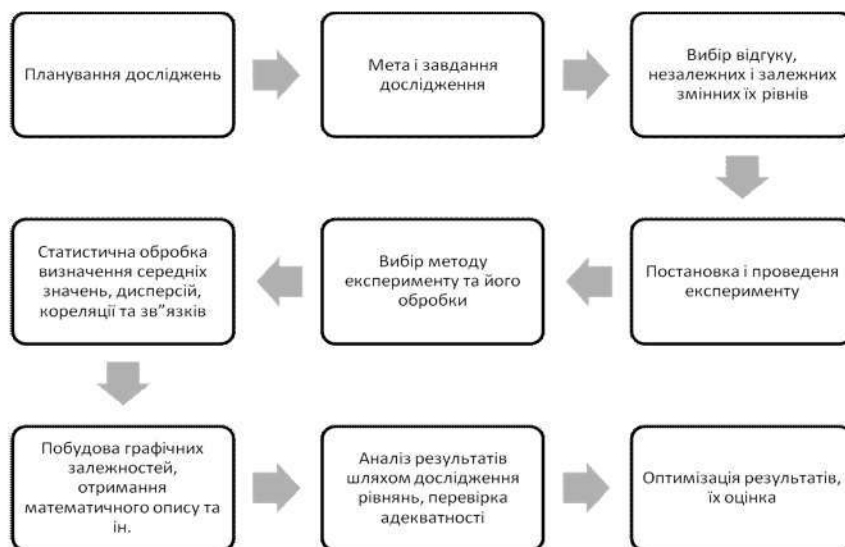 Планування досліджень
Мета і завдання
дослідження
Вибір відгуку,
незалежних і залежних
змінних їх рівнів
Постановка і проведеня
експерименту
Вибір методу
експерименту та його
обробки
Статистична обробка
визначення середніх
значень, дисперсій,
кореляції та зв"язків
Побудова графічних
залежностей,
отримання
математичного опису та
ін.
Аналіз результатів
шляхом дослідження
рівнянь, перевірка
адекватності
Оптимізація результатів,
їх оцінка